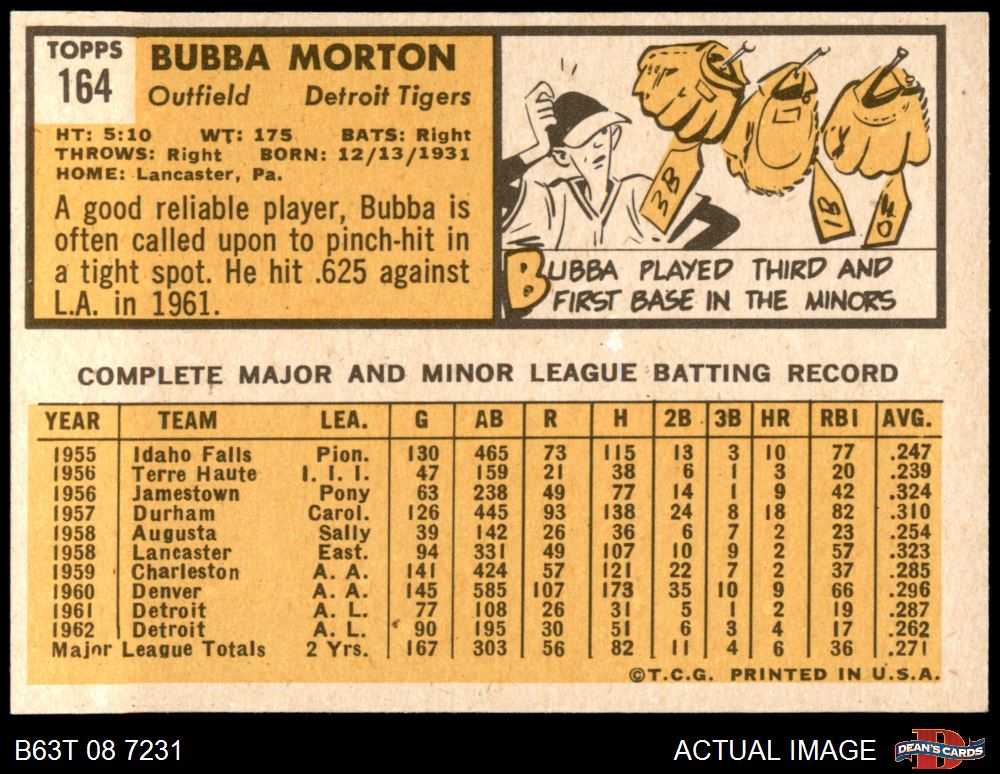 TOPPS
164
BUBBA MORTON
Outfield Detroit Tigers
HT: 5:10 WT: 175 BATS: Right
THROWS: Right BORN: 12/13/1931
HOME: Lancaster, Pa.
A good reliable player, Bubba is
often called upon to pinch-hit in
a tight spot. He hit .625 against
L.A. in 1961.
3B
1B
OF
BUBBA PLAYED THIRD AND
FIRST BASE IN THE MINORS
COMPLETE MAJOR AND MINOR LEAGUE BATTING RECORD
YEAR TEAM LEA. G AB R H 2B 3B HR RBI AVG.
1955 Idaho Falls Pion. 130 465 73 115 13 3 10 77 .247
1956 Terre Haute I. I. I. 47 159 21 38 6 1 3 20 .239
1956 Jamestown Pony 63 238 49 77 14 1 9 42 .324
1957 Durham Carol. 126 445 93 138 24 8 18 82 .310
1958 Augusta Sally 39 142 26 36 6 7 2 23 .254
1958 Lancaster East. 94 331 49 107 10 9 2 57 .323
1959 Charleston A. A. 141 424 57 121 22 7 2 37 .285
1960 Denver A. A. 145 585 107 173 35 10 9 66 .296
1961 Detroit A. L. 77 108 26 31 5 1 2 19 .287
1962 Detroit A. L. 90 195 30 51 6 3 4 17 .262
Major League Totals 2 Yrs. 167 303 56 82 11 4 6 36 .271
©T.C.G. PRINTED IN U.S.A.
B63T 08 7231
ACTUAL IMAGE
DEAN'S CARDS